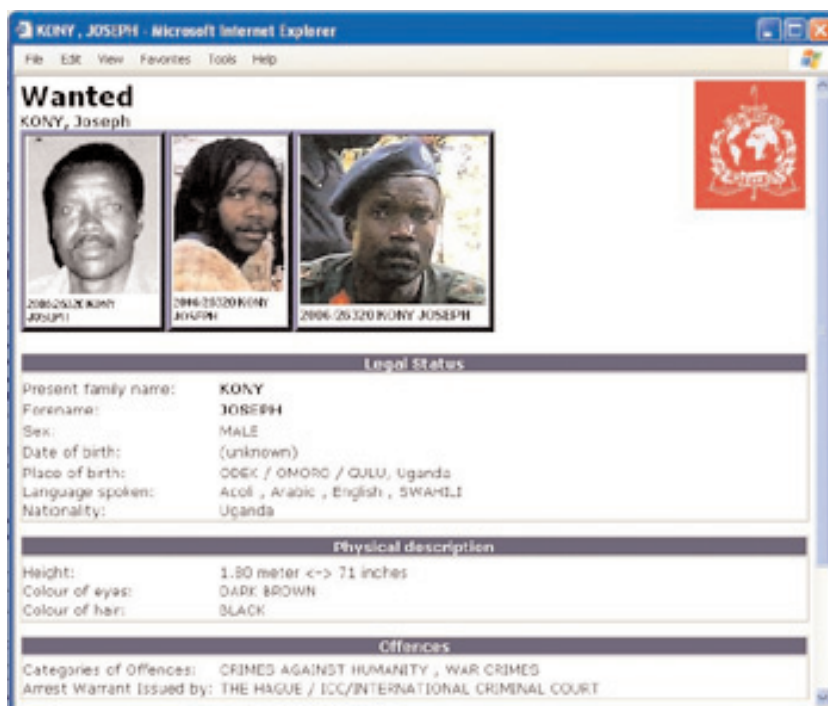 KONY , JOSEPH - Microsoft Internet Explorer
File Edit View Favorites Tools Help
Wanted
KONY, Joseph
2006/26320 KONY
JOSEPH
2006/26320 KONY
JOSEPH
2006/26320 KONY JOSEPH
Legal Status
Present family name: KONY
Forename: JOSEPH
Sex: MALE
Date of birth: (unknown)
Place of birth: ODEK / OMORO / GULU, Uganda
Language spoken: Acoli , Arabic , English , SWAHILI
Nationality: Uganda
Physical description
Height: 1.80 meter <-> 71 inches
Colour of eyes: DARK BROWN
Colour of hair: BLACK
Offences
Categories of Offences: CRIMES AGAINST HUMANITY , WAR CRIMES
Arrest Warrant Issued by: THE HAGUE / ICC/INTERNATIONAL CRIMINAL COURT